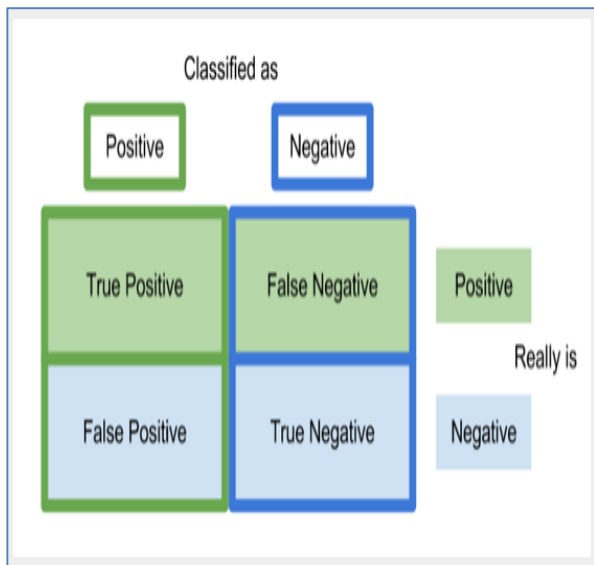 Classified as
Positive
Negative
True Positive
False Negative
Positive
Really is
False Positive
True Negative
Negative